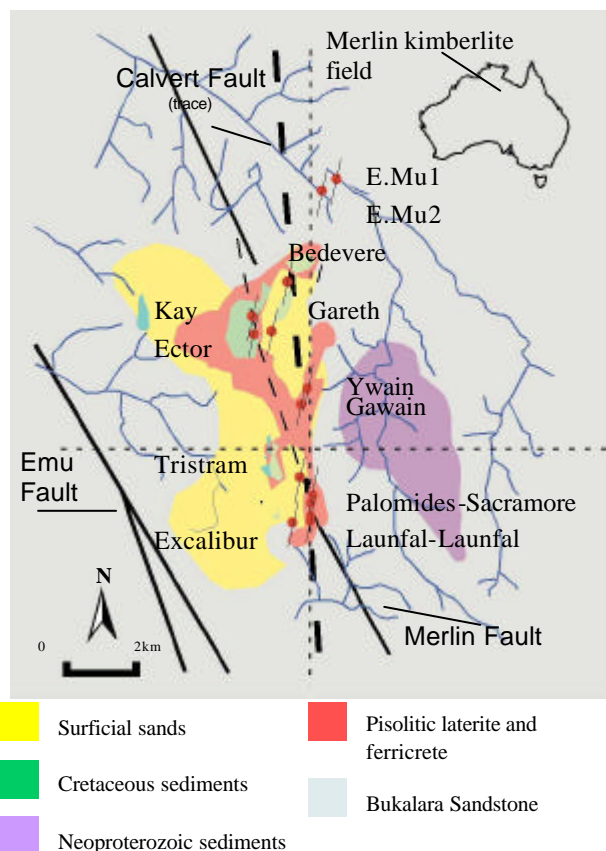 Merlin kimberlite
field
Calvert Fault
(trace)
E.Mu1
E.Mu2
Bedevere
Kay
Gareth
Ector
Ywain
Gawain
Emu
Fault
Tristram
Palomides-Sacramore
Excalibur
Launfal-Launfal
N
Merlin Fault
0 2km
Surficial sands
Pisolitic laterite and
ferricrete
Cretaceous sediments
Bukalara Sandstone
Neoproterozoic sediments